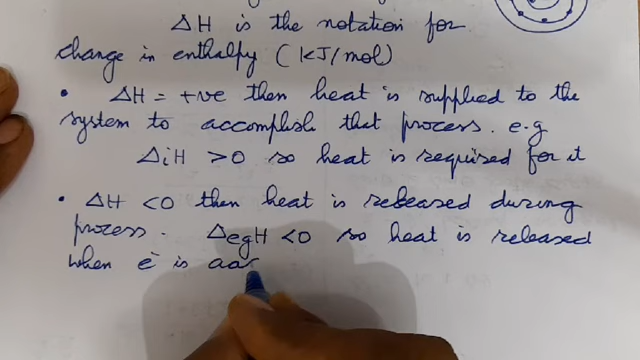 ΔH is the notation for
change in enthalpy (kJ/mol)
• ΔH = +ve then heat is supplied to the
system to accomplish that process. e.g
ΔiH >0 so heat is required for it
• ΔH <0 then heat is released during
process. ΔegH <0 so heat is released
when e⁻ is